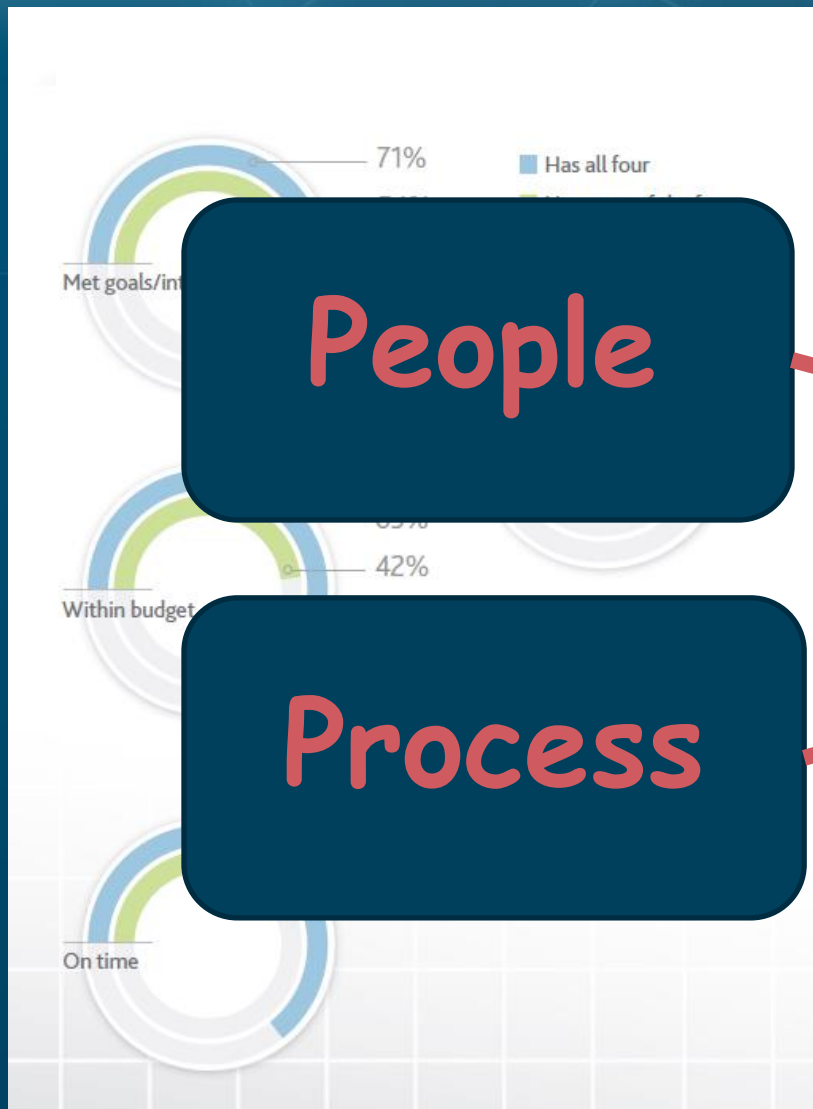 71%
Has all four
Met goals/int
People
42%
Within budget
Process
On time